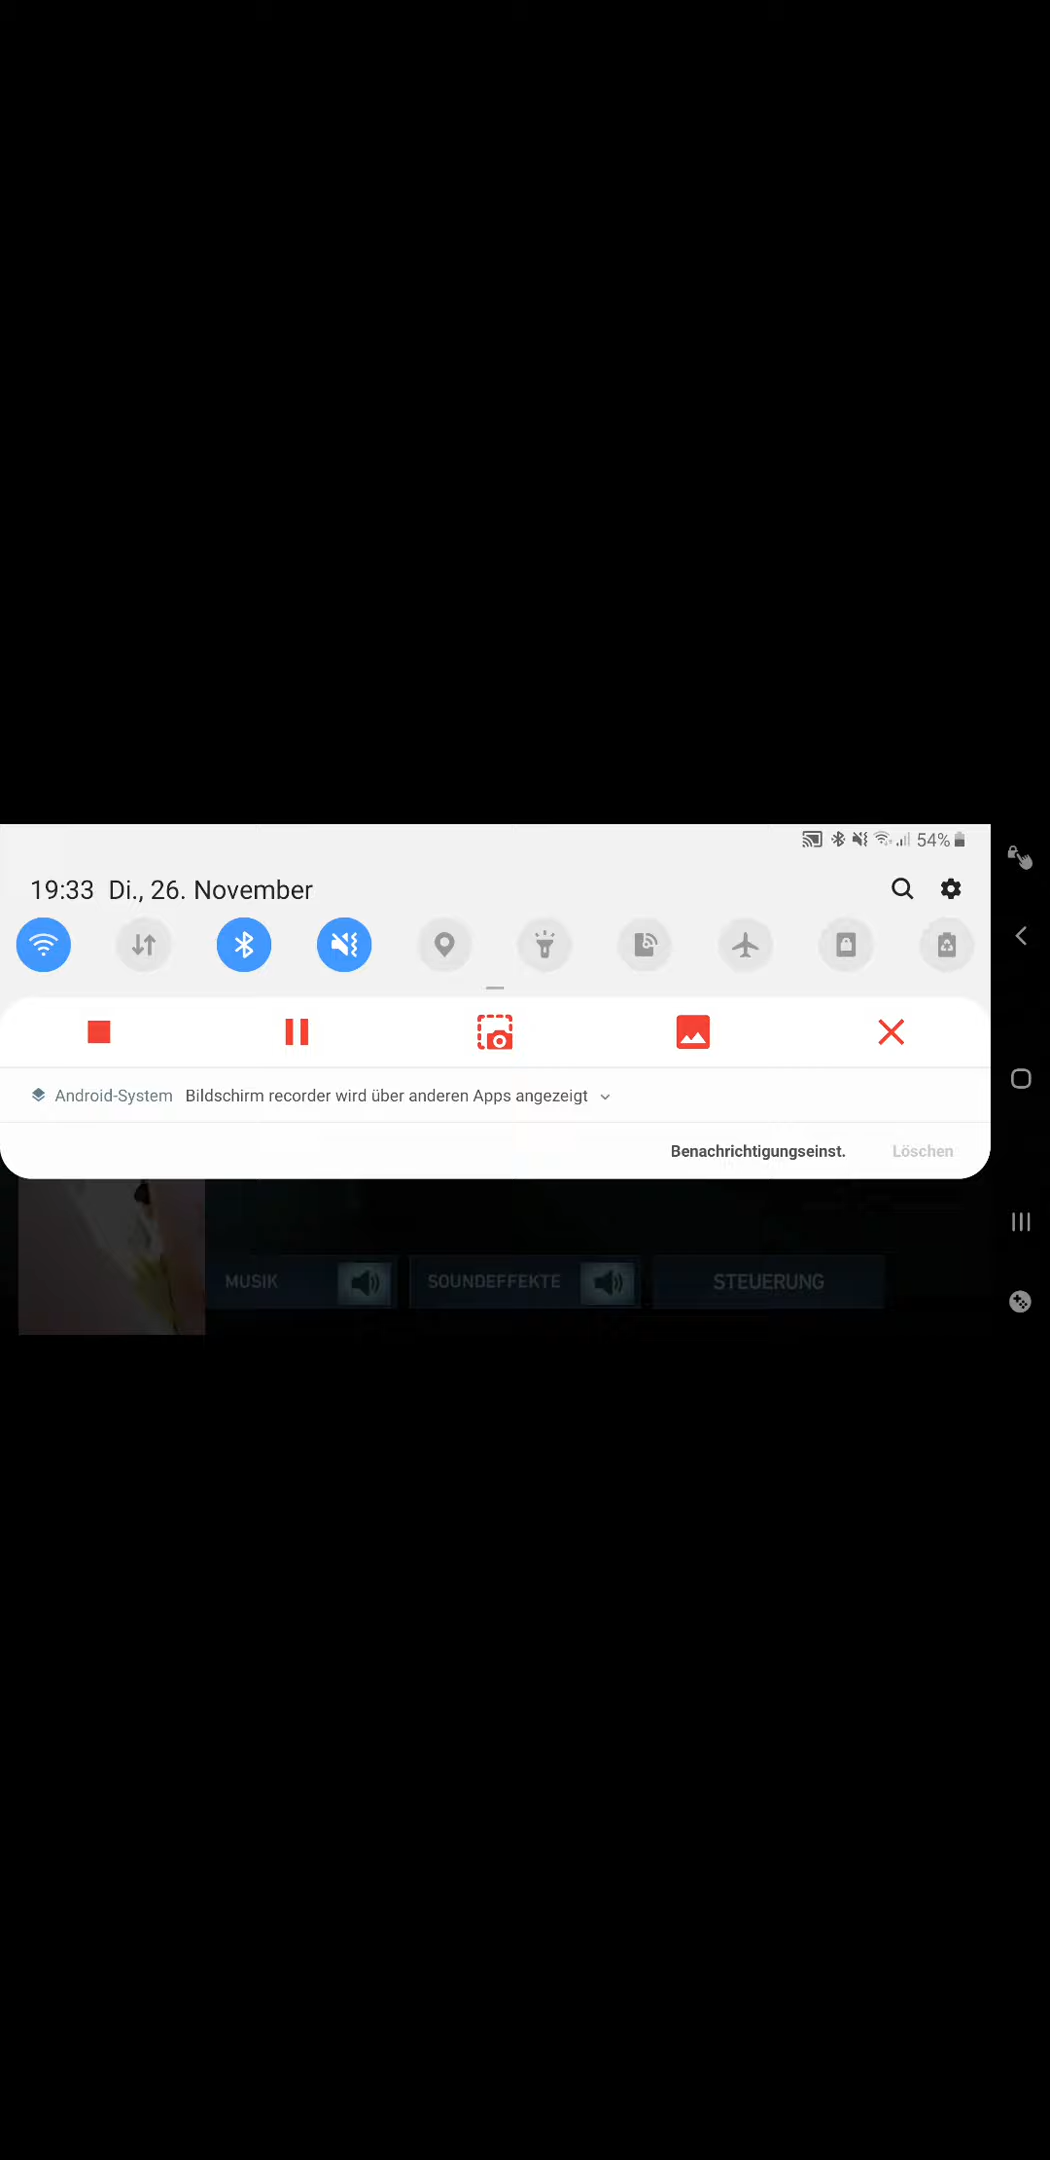 54%
19:33 Di., 26. November
Android-System Bildschirm recorder wird über anderen Apps angezeigt
Benachrichtigungseinst. Löschen
MUSIK SOUNDEFFEKTE STEUERUNG